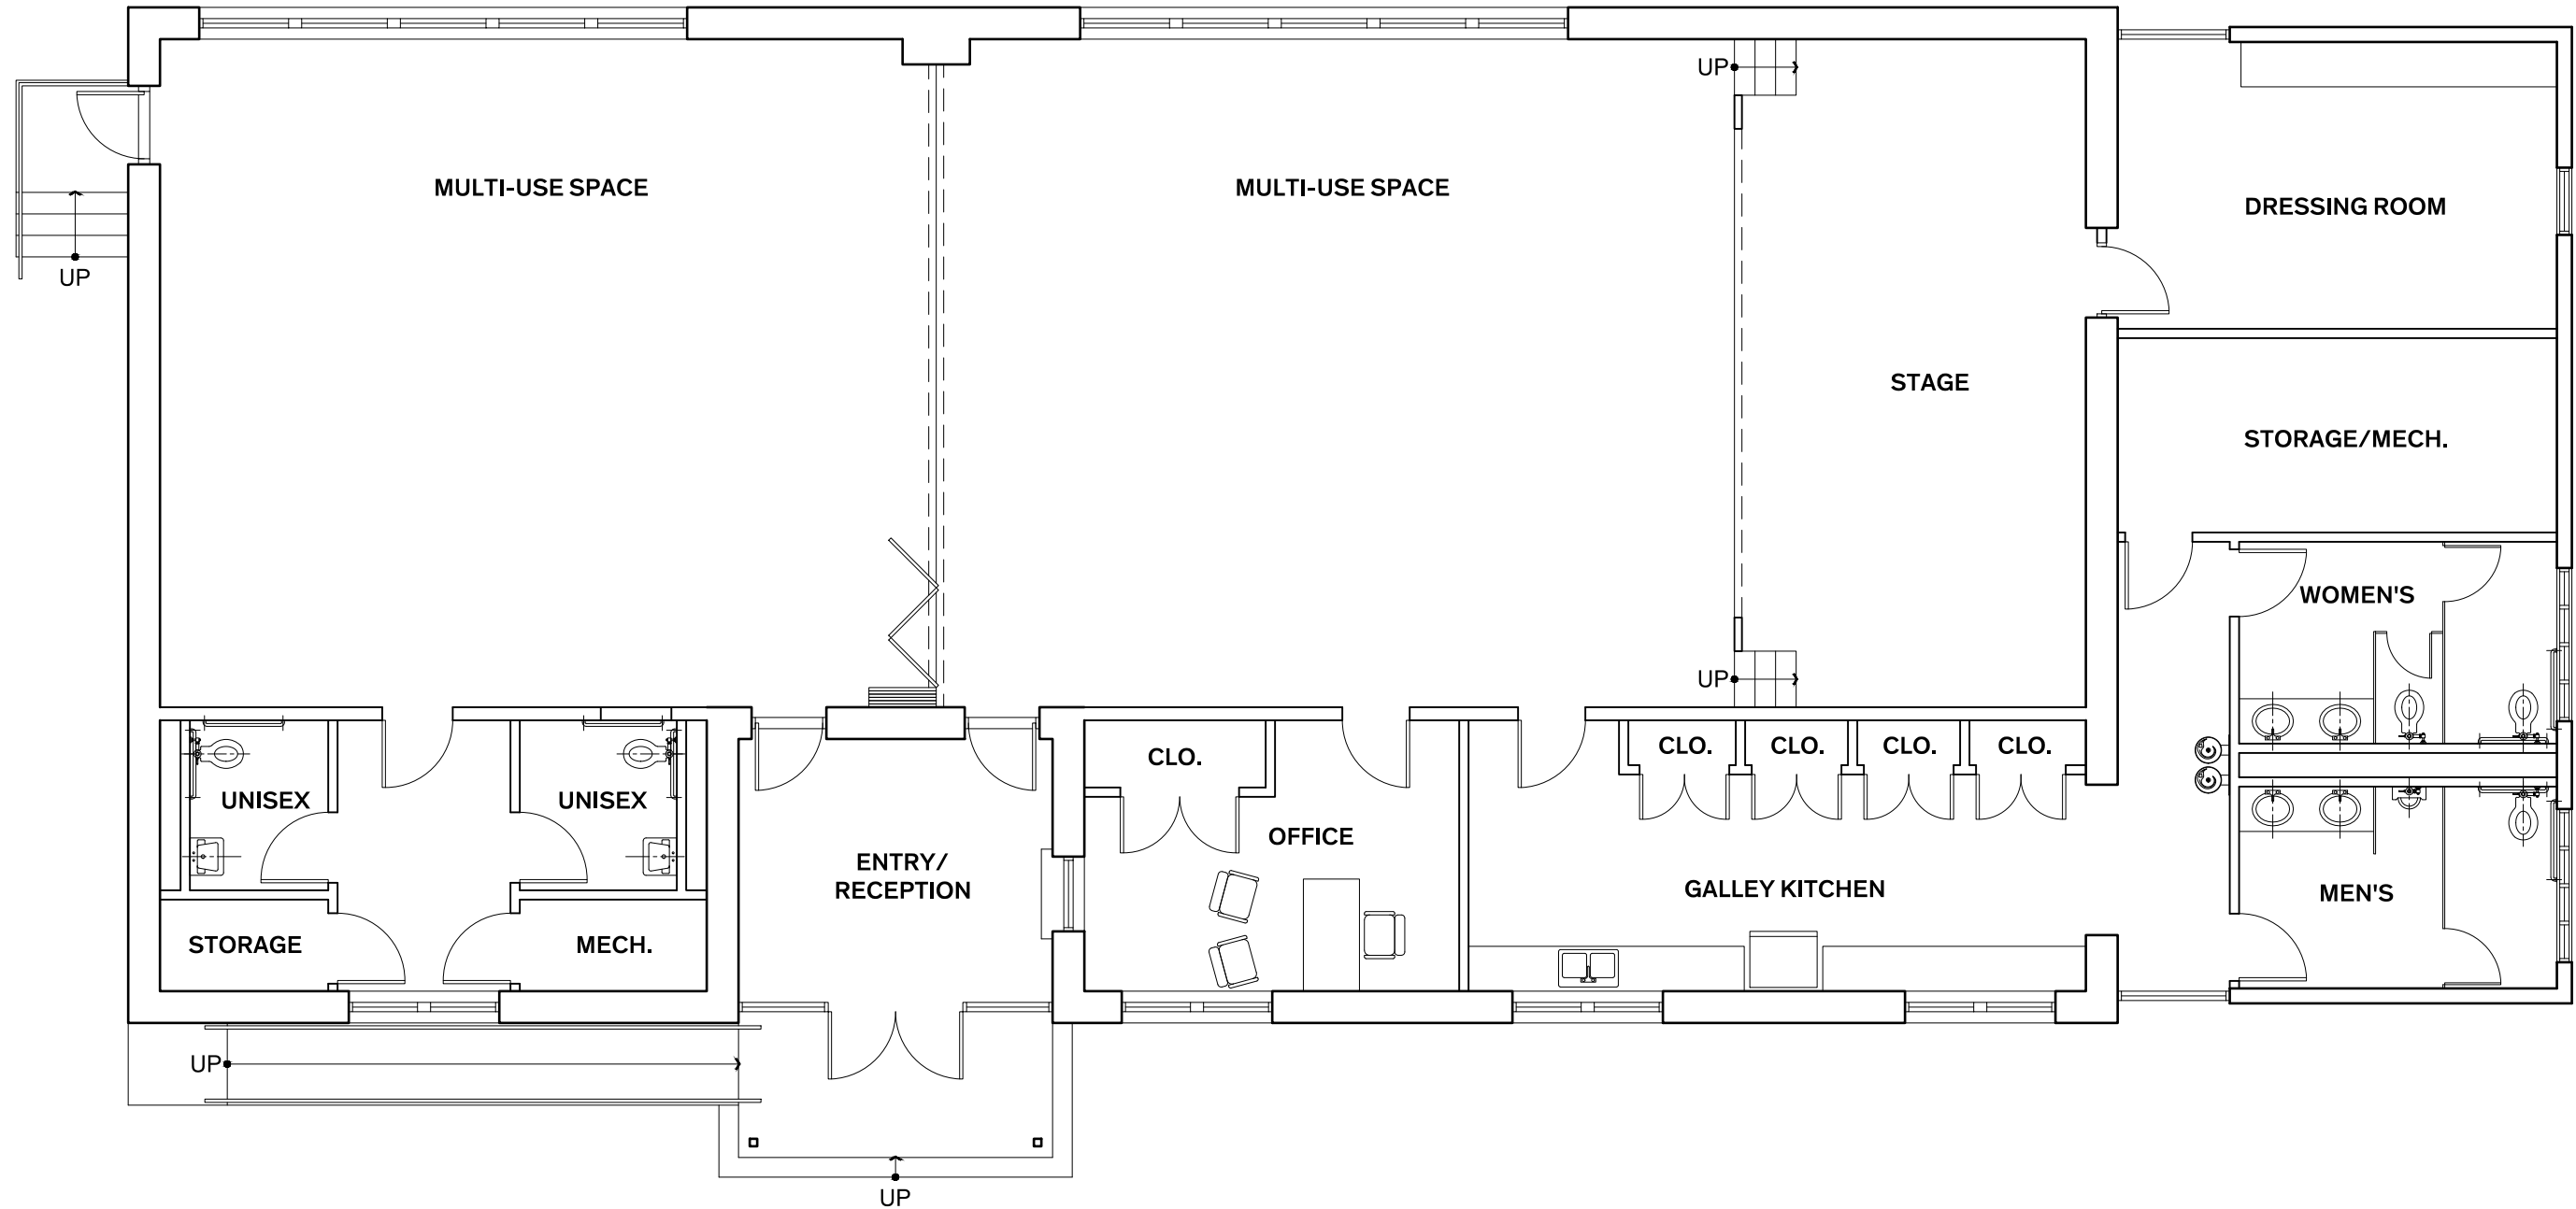 UP
MULTI-USE SPACE
MULTI-USE SPACE
DRESSING ROOM
UP
STAGE
STORAGE/MECH.
WOMEN'S
UP
CLO.
CLO.
CLO.
CLO.
CLO.
UNISEX
UNISEX
OFFICE
ENTRY/
RECEPTION
GALLEY KITCHEN
MEN'S
STORAGE
MECH.
UP
UP